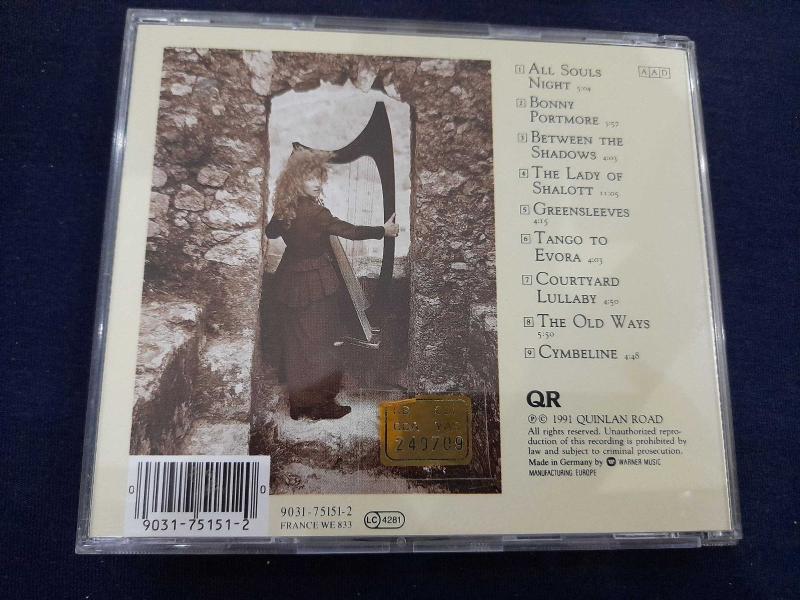 1 ALL SOULS
NIGHT 5:04
AAD
2 BONNY
PORTMORE 3:57
3 BETWEEN THE
SHADOWS 4:03
4 THE LADY OF
SHALOTT 11:05
5 GREENSLEEVES
4:15
6 TANGO TO
EVORA 4:03
7 COURTYARD
LULLABY 4:50
8 THE OLD WAYS
5:50
9 CYMBELINE 4:48
QR
℗ © 1991 QUINLAN ROAD
All rights reserved. Unauthorized repro-
duction of this recording is prohibited by
law and subject to criminal prosecution.
Made in Germany by WARNER MUSIC
MANUFACTURING EUROPE
240709
0 0
9031-75151-2
9031-75151-2
FRANCE WE 833
LC 4281